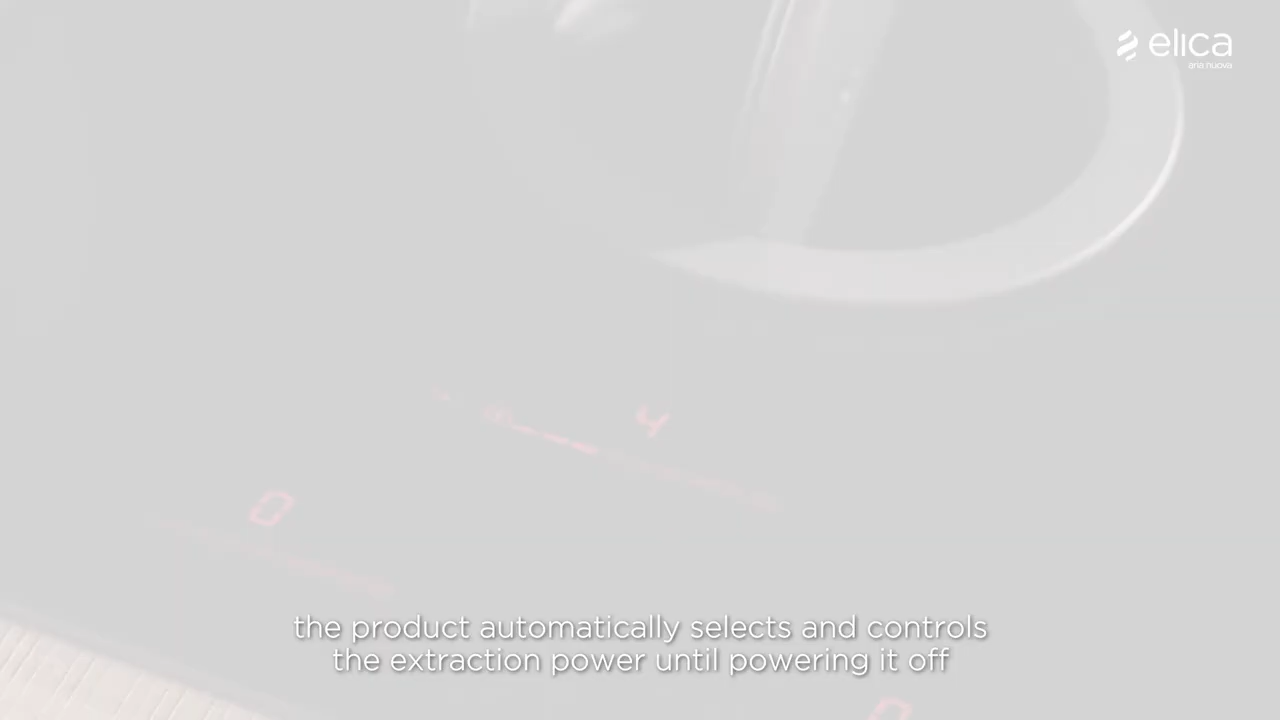 elica
aria nuova
4
0
the product automatically selects and controls
the extraction power until powering it off